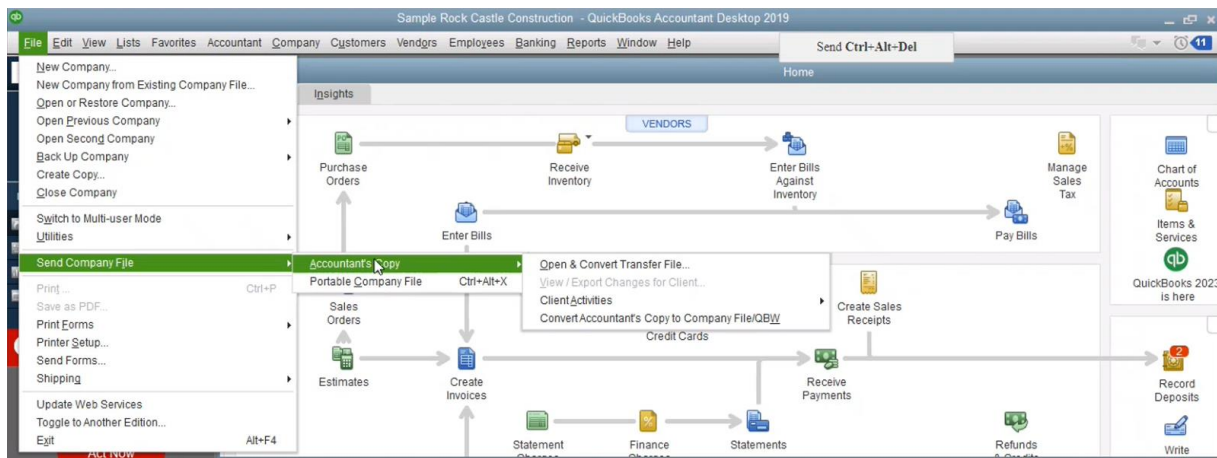 qb
Sample Rock Castle Construction - QuickBooks Accountant Desktop 2019
File Edit View Lists Favorites Accountant Company Customers Vendors Employees Banking Reports Window Help
Send Ctrl+Alt+Del
11
Home
Insights
New Company...
New Company from Existing Company File...
Open or Restore Company...
Open Previous Company
Open Second Company
Back Up Company
Create Copy...
Close Company
Switch to Multi-user Mode
Utilities
Send Company File
Print ... Ctrl+P
Save as PDF...
Print Forms
Printer Setup...
Send Forms...
Shipping
Update Web Services
Toggle to Another Edition...
Exit Alt+F4
Accountant's Copy
Portable Company File Ctrl+Alt+X
Open & Convert Transfer File...
View / Export Changes for Client...
Client Activities
Convert Accountant's Copy to Company File/QBW
VENDORS
Purchase
Orders
Receive
Inventory
Enter Bills
Against
Inventory
Manage
Sales
Tax
Enter Bills
Pay Bills
Sales
Orders
Credit Cards
Create Sales
Receipts
Estimates
Create
Invoices
Receive
Payments
Statement
Charges
Finance
Charges
Statements
Refunds
& Credits
Chart of
Accounts
Items &
Services
qb
QuickBooks 2023
is here
2
Record
Deposits
Write
Act Now